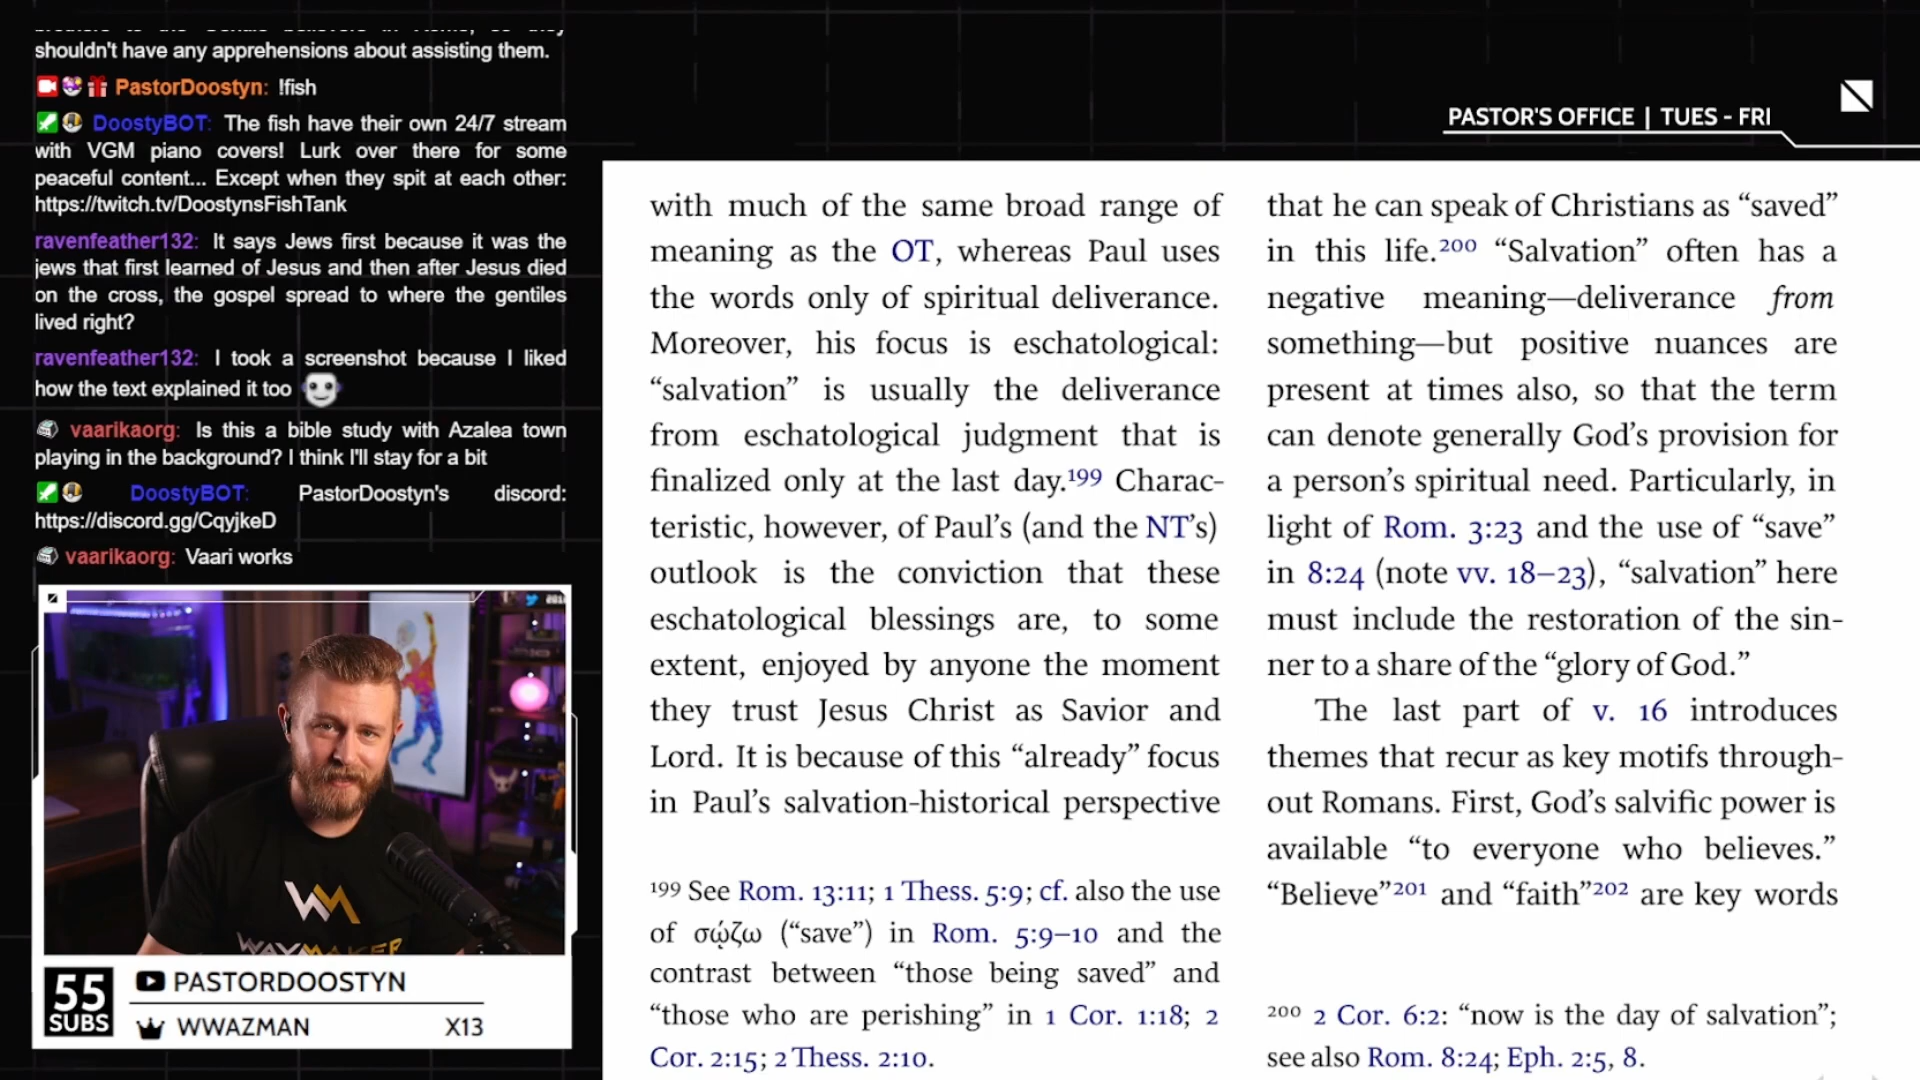 shouldn't have any apprehensions about assisting them.
PastorDoostyn: !fish
DoostyBOT: The fish have their own 24/7 stream
with VGM piano covers! Lurk over there for some
peaceful content... Except when they spit at each other:
https://twitch.tv/DoostynsFishTank
ravenfeather132: It says Jews first because it was the
jews that first learned of Jesus and then after Jesus died
on the cross, the gospel spread to where the gentiles
lived right?
ravenfeather132: I took a screenshot because I liked
how the text explained it too
vaarikaorg: Is this a bible study with Azalea town
playing in the background? I think I'll stay for a bit
DoostyBOT: PastorDoostyn's discord:
https://discord.gg/CqyjkeD
vaarikaorg: Vaari works
WM
WAYMAKER
55
SUBS
PASTORDOOSTYN
WWAZMAN X13
PASTOR'S OFFICE | TUES - FRI
with much of the same broad range of
meaning as the OT, whereas Paul uses
the words only of spiritual deliverance.
Moreover, his focus is eschatological:
“salvation” is usually the deliverance
from eschatological judgment that is
finalized only at the last day.199 Charac-
teristic, however, of Paul’s (and the NT’s)
outlook is the conviction that these
eschatological blessings are, to some
extent, enjoyed by anyone the moment
they trust Jesus Christ as Savior and
Lord. It is because of this “already” focus
in Paul’s salvation-historical perspective
199 See Rom. 13:11; 1 Thess. 5:9; cf. also the use
of σῴζω (“save”) in Rom. 5:9–10 and the
contrast between “those being saved” and
“those who are perishing” in 1 Cor. 1:18; 2
Cor. 2:15; 2 Thess. 2:10.
that he can speak of Christians as “saved”
in this life.200 “Salvation” often has a
negative meaning—deliverance from
something—but positive nuances are
present at times also, so that the term
can denote generally God’s provision for
a person’s spiritual need. Particularly, in
light of Rom. 3:23 and the use of “save”
in 8:24 (note vv. 18–23), “salvation” here
must include the restoration of the sin-
ner to a share of the “glory of God.”
The last part of v. 16 introduces
themes that recur as key motifs through-
out Romans. First, God’s salvific power is
available “to everyone who believes.”
“Believe”201 and “faith”202 are key words
200 2 Cor. 6:2: “now is the day of salvation”;
see also Rom. 8:24; Eph. 2:5, 8.